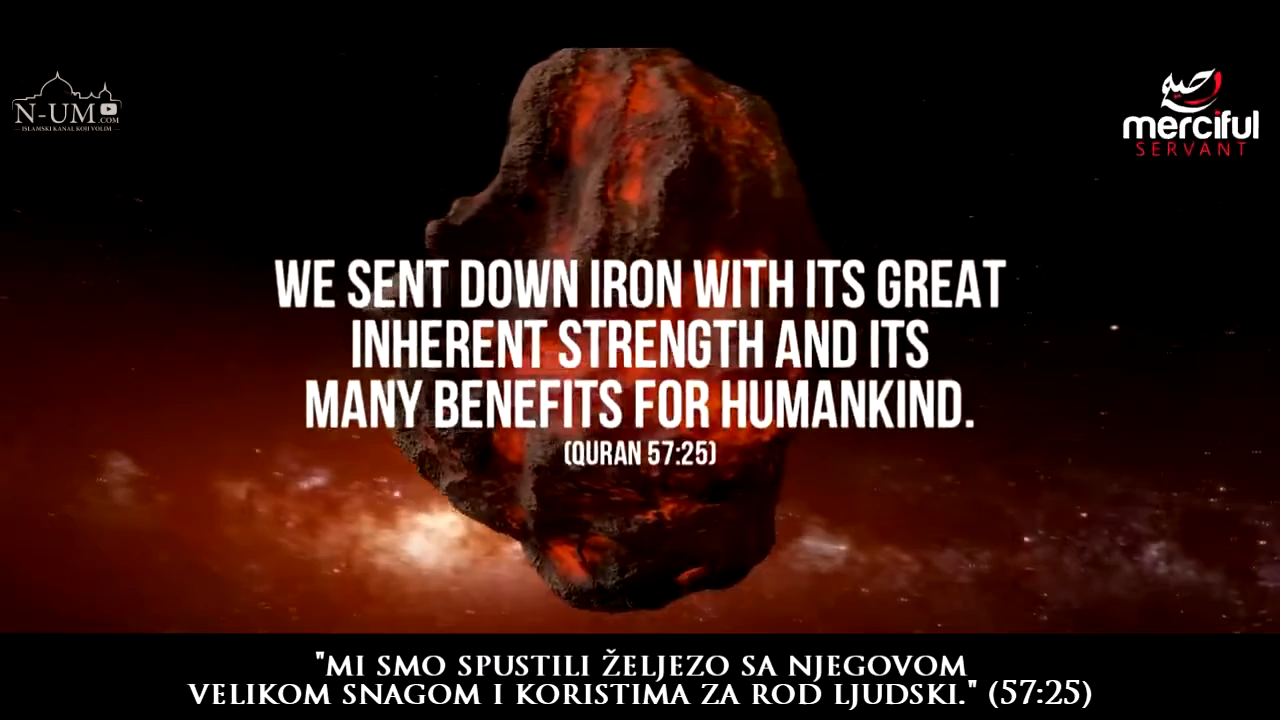 N-UM
.COM
ISLAMSKI KANAL KOJI VOLIM
merciful
SERVANT
WE SENT DOWN IRON WITH ITS GREAT
INHERENT STRENGTH AND ITS
MANY BENEFITS FOR HUMANKIND.
(QURAN 57:25)
"MI SMO SPUSTILI ŽELJEZO SA NJEGOVOM
VELIKOM SNAGOM I KORISTIMA ZA ROD LJUDSKI." (57:25)